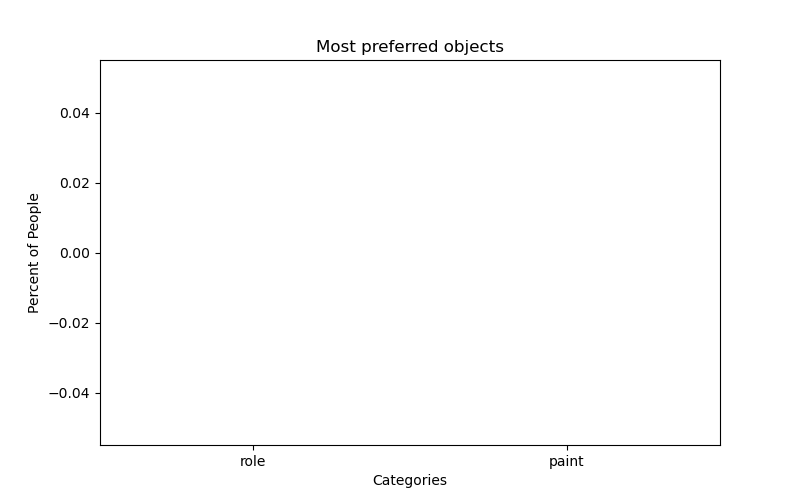 Most preferred objects
Percent of People
0.04
0.02
0.00
−0.02
−0.04
role
paint
Categories